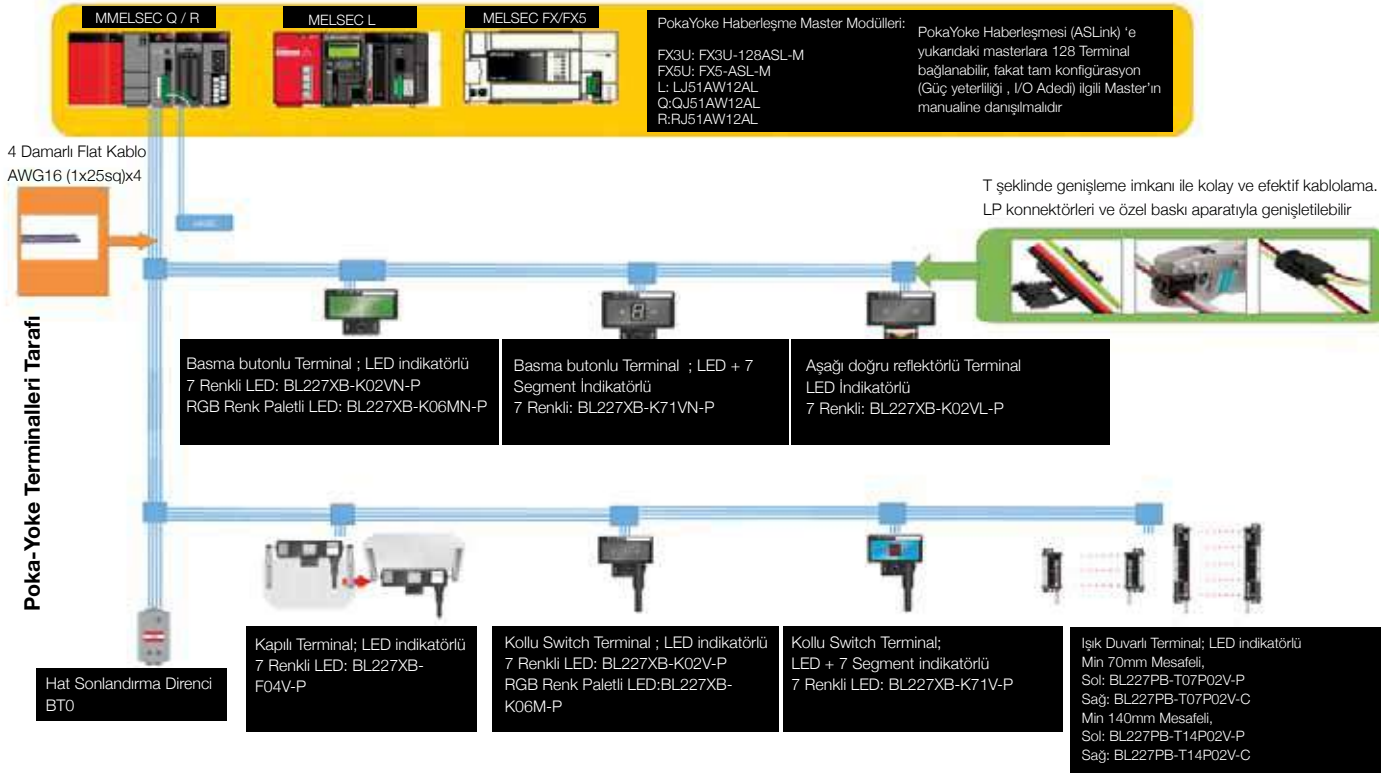 MMELSEC Q / R
MELSEC L
MELSEC FX/FX5
PokaYoke Haberleşme Master Modülleri:
FX3U: FX3U-128ASL-M
FX5U: FX5-ASL-M
L: LJ51AW12AL
Q:QJ51AW12AL
R:RJ51AW12AL
PokaYoke Haberleşmesi (ASLink) ‘e
yukarıdaki masterlara 128 Terminal
bağlanabilir, fakat tam konfigürasyon
(Güç yeterliliği , I/O Adedi) ilgili Master’ın
manualine danışılmalıdır
4 Damarlı Flat Kablo
AWG16 (1x25sq)x4
T şeklinde genişleme imkanı ile kolay ve efektif kablolama.
LP konnektörleri ve özel baskı aparatıyla genişletilebilir
Poka-Yoke Terminalleri Tarafı
Basma butonlu Terminal ; LED indikatörlü
7 Renkli LED: BL227XB-K02VN-P
RGB Renk Paletli LED: BL227XB-K06MN-P
Basma butonlu Terminal ; LED + 7
Segment İndikatörlü
7 Renkli: BL227XB-K71VN-P
Aşağı doğru reflektörlü Terminal
LED İndikatörlü
7 Renkli: BL227XB-K02VL-P
Hat Sonlandırma Direnci
BT0
Kapılı Terminal; LED indikatörlü
7 Renkli LED: BL227XB-
F04V-P
Kollu Switch Terminal ; LED indikatörlü
7 Renkli LED: BL227XB-K02V-P
RGB Renk Paletli LED:BL227XB-
K06M-P
Kollu Switch Terminal;
LED + 7 Segment indikatörlü
7 Renkli LED: BL227XB-K71V-P
Işık Duvarlı Terminal; LED indikatörlü
Min 70mm Mesafeli,
Sol: BL227PB-T07P02V-P
Sağ: BL227PB-T07P02V-C
Min 140mm Mesafeli,
Sol: BL227PB-T14P02V-P
Sağ: BL227PB-T14P02V-C